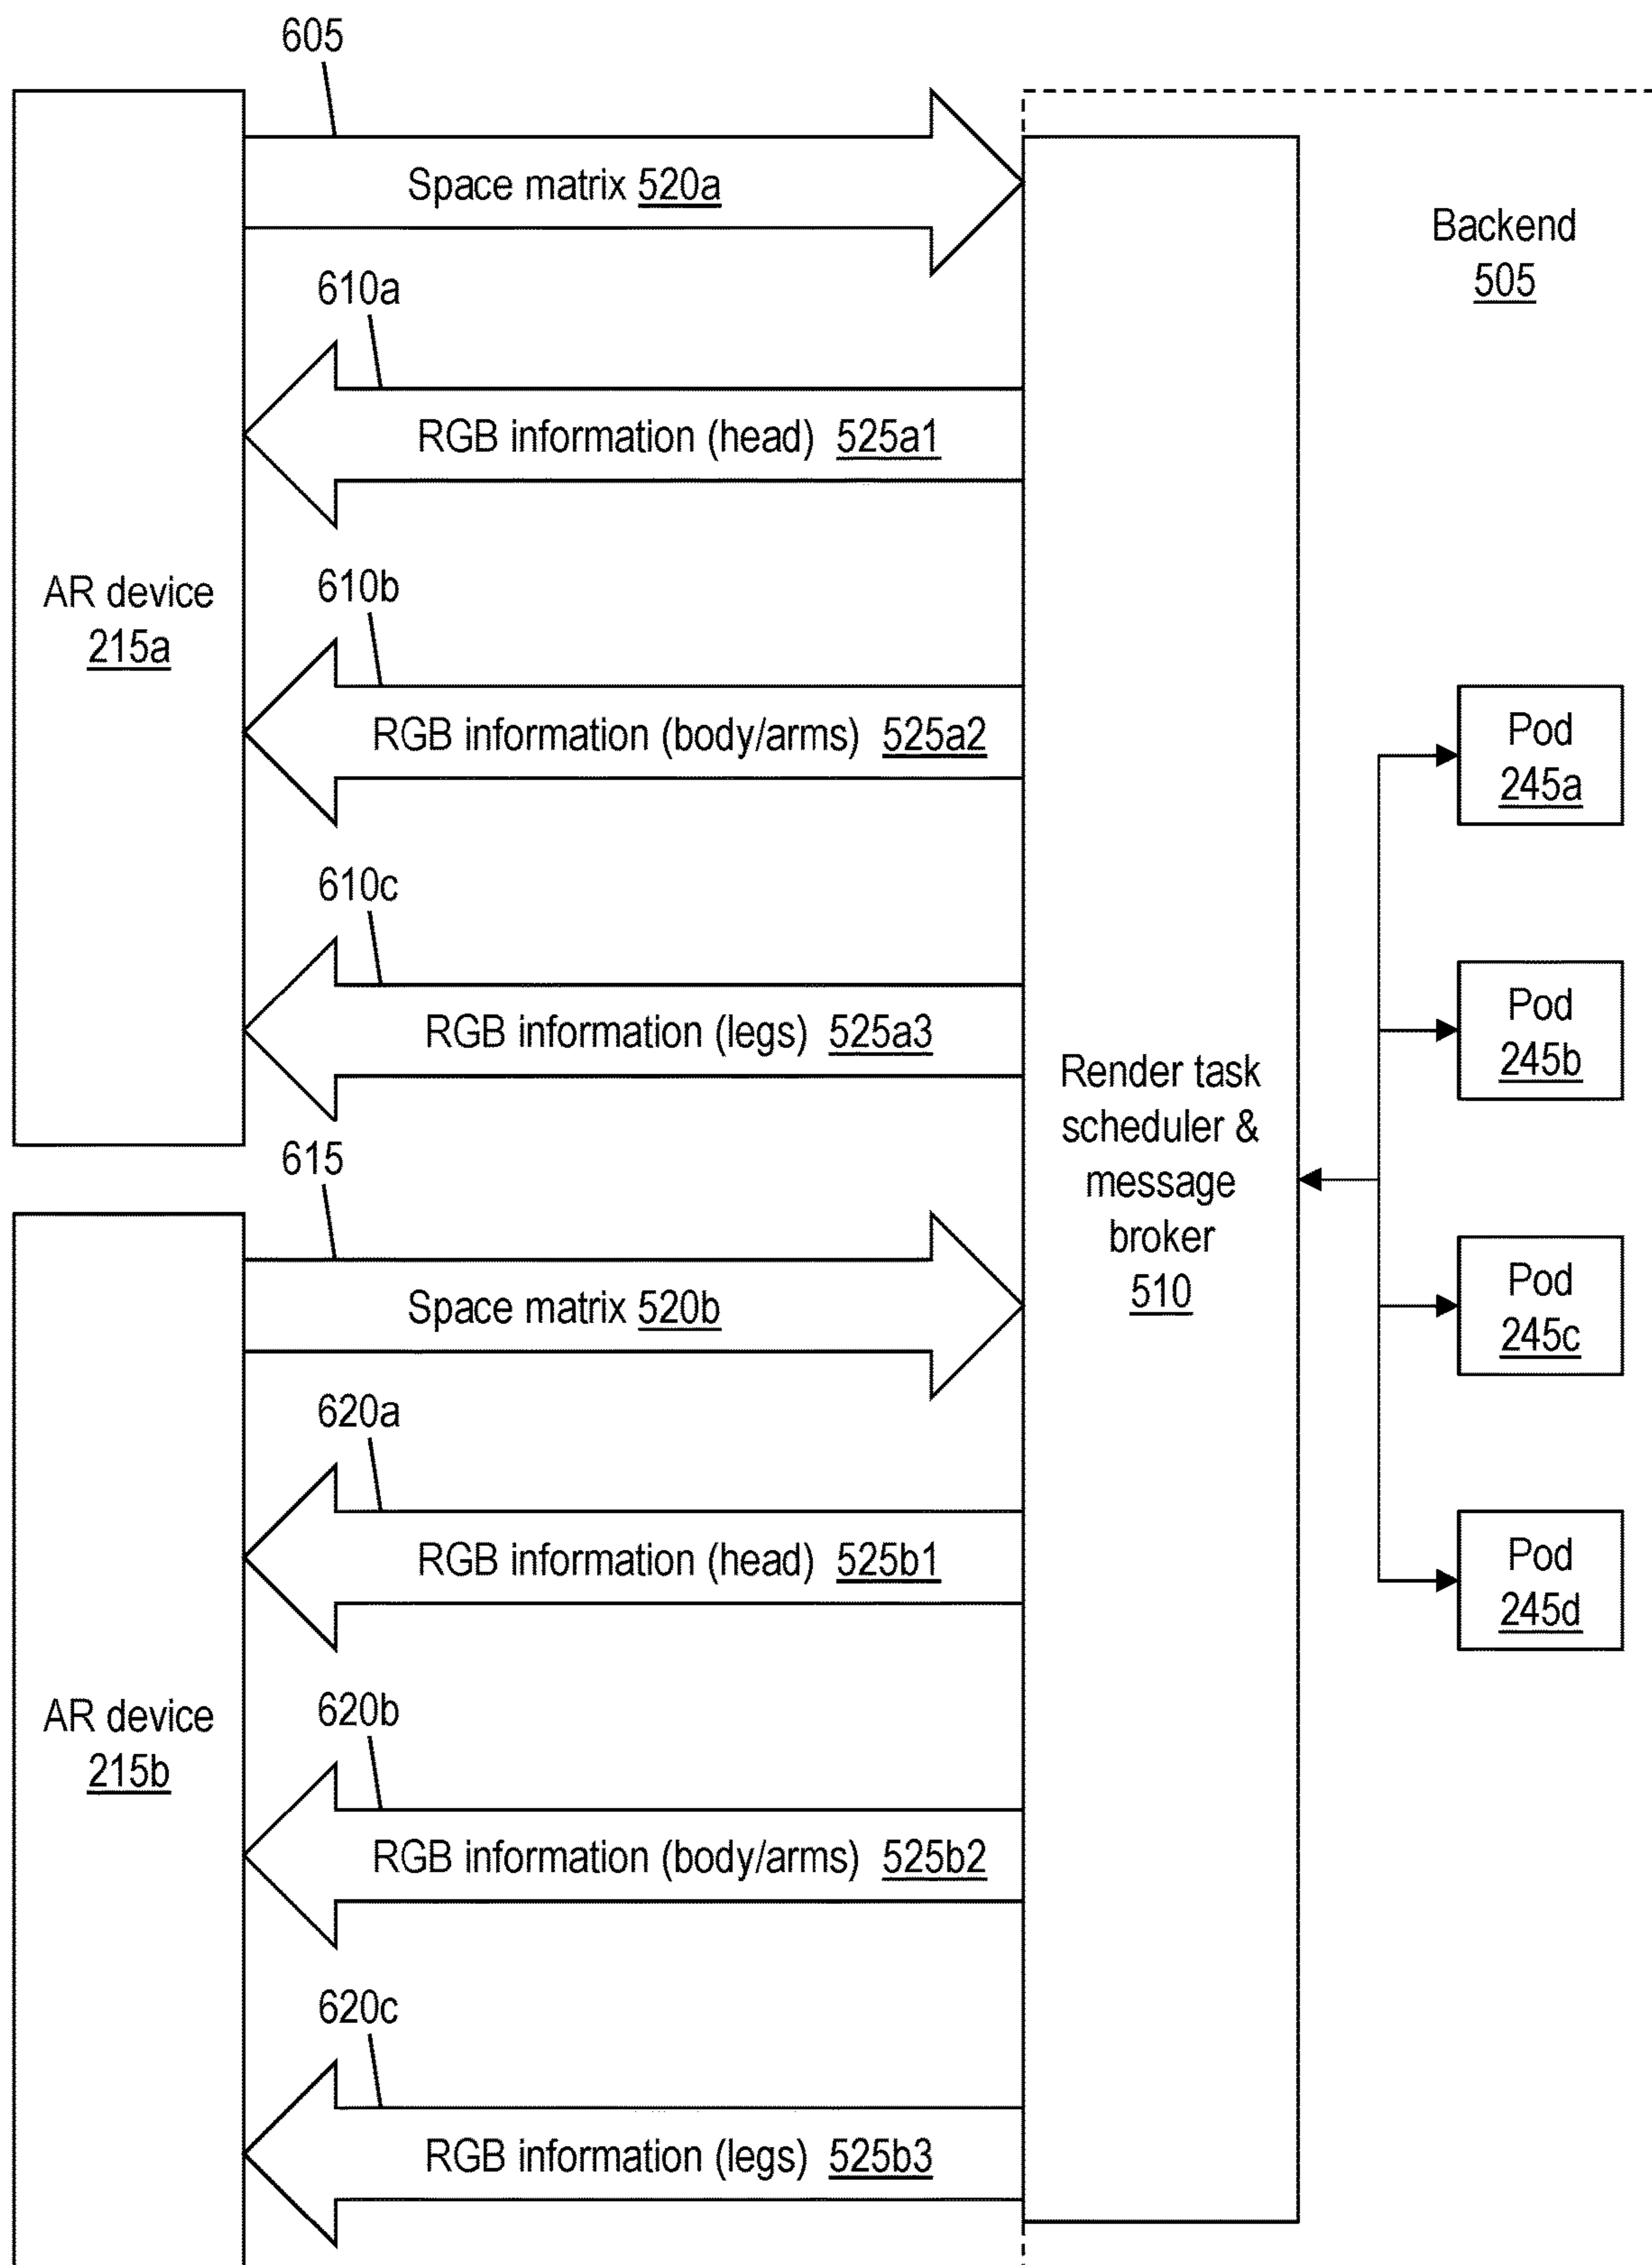 605
Space matrix 520a
Backend
505
610a
RGB information (head) 525a1
AR device
215a
610b
RGB information (body/arms) 525a2
Pod
245a
610c
RGB information (legs) 525a3
Pod
245b
Render task
scheduler &
message
broker
510
615
Space matrix 520b
Pod
245c
620a
RGB information (head) 525b1
Pod
245d
AR device
215b
620b
RGB information (body/arms) 525b2
620c
RGB information (legs) 525b3